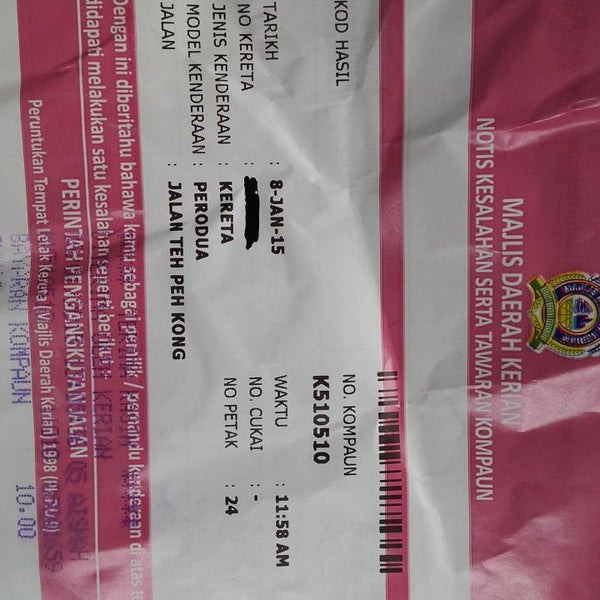 MAJLIS DAERAH KERIAN
NOTIS KESALAHAN SERTA TAWARAN KOMPAUN
KOD HASIL
NO. KOMPAUN
K510510
TARIKH : 8-JAN-15 WAKTU : 11:58 AM
NO KERETA : NO. CUKAI : -
JENIS KENDERAAN : KERETA NO PETAK : 24
MODEL KENDERAAN : PERODUA
JALAN : JALAN TEH PEH KONG
Dengan ini diberitahu bahawa kamu sebagai pemilik / pemandu kenderaan di atas
didapati melakukan satu kesalahan seperti berikut
PERINTAH PENGANGKUTAN JALAN
Peruntukan Tempat Letak Kereta (Majlis Daerah Kerian) 1998
BAYARAN KOMPAUN 10.00